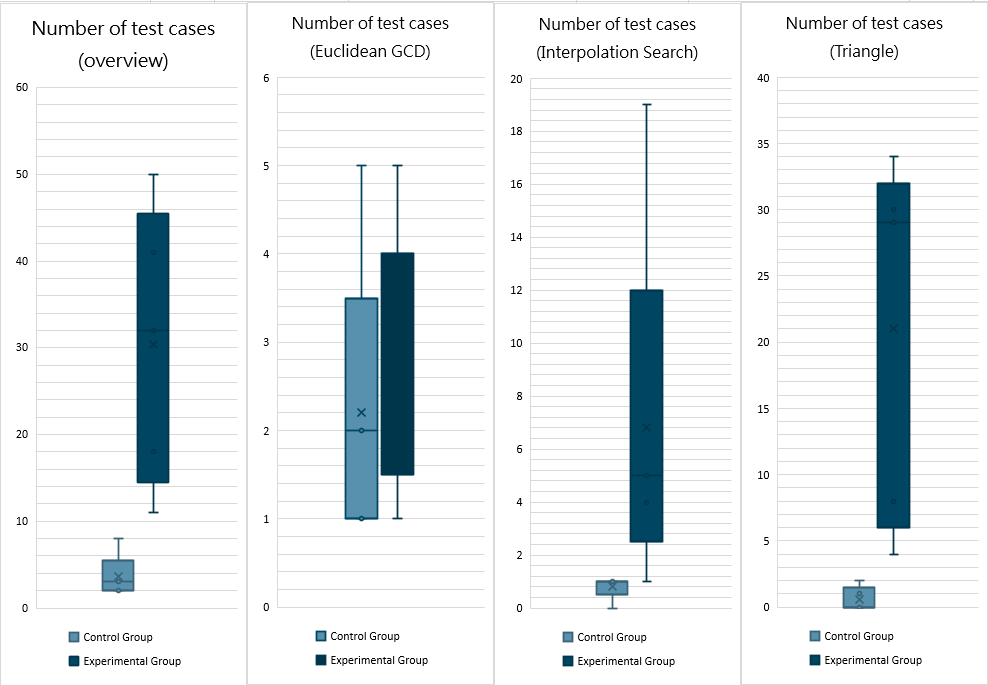 Number of test cases
(overview)
60
50
40
30
20
10
0
Control Group
Experimental Group
Number of test cases
(Euclidean GCD)
6
5
4
3
2
1
0
Control Group
Experimental Group
Number of test cases
(Interpolation Search)
20
18
16
14
12
10
8
6
4
2
0
Control Group
Experimental Group
Number of test cases
(Triangle)
40
35
30
25
20
15
10
5
0
Control Group
Experimental Group